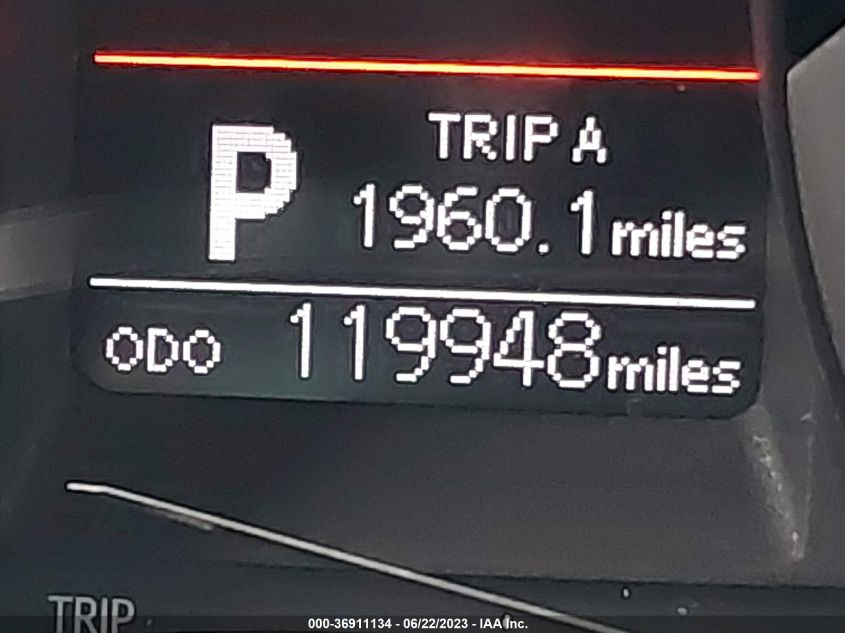 P
TRIP A
1960.1 miles
ODO 119948 miles
TRIP
000-36911134 - 06/22/2023 - IAA Inc.